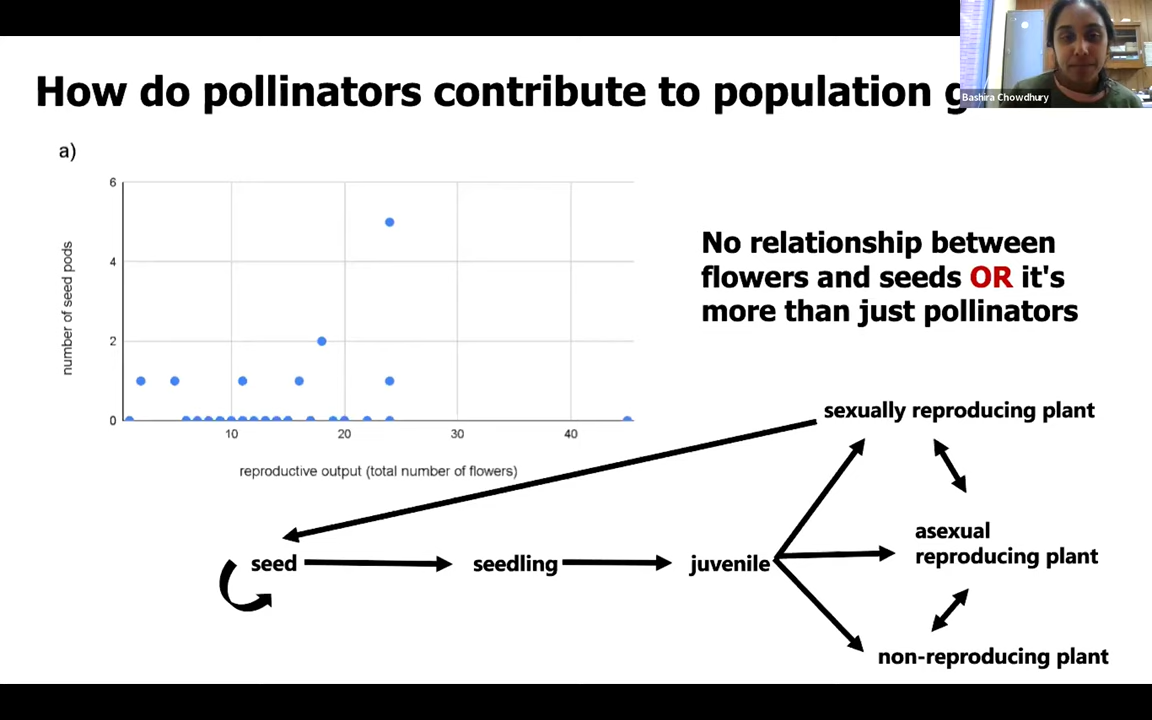 How do pollinators contribute to population g
Bashira Chowdhury
a)
6
4
2
0
number of seed pods
10 20 30 40
reproductive output (total number of flowers)
No relationship between
flowers and seeds OR it's
more than just pollinators
sexually reproducing plant
asexual
reproducing plant
seed
seedling
juvenile
non-reproducing plant